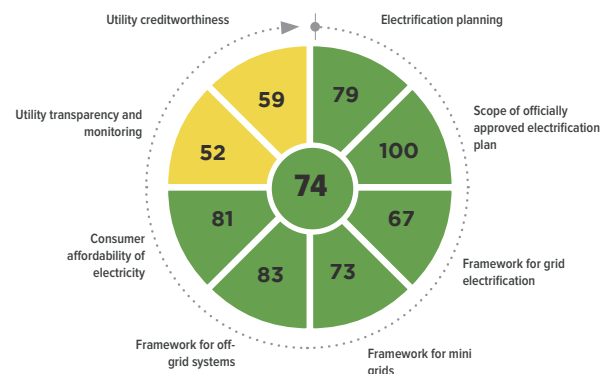 Utility creditworthiness
Electrification planning
59
79
Utility transparency and
monitoring
Scope of officially
approved electrification
plan
52
100
74
81
67
Consumer
affordability of
electricity
Framework for grid
electrification
83
73
Framework for off-
grid systems
Framework for mini
grids